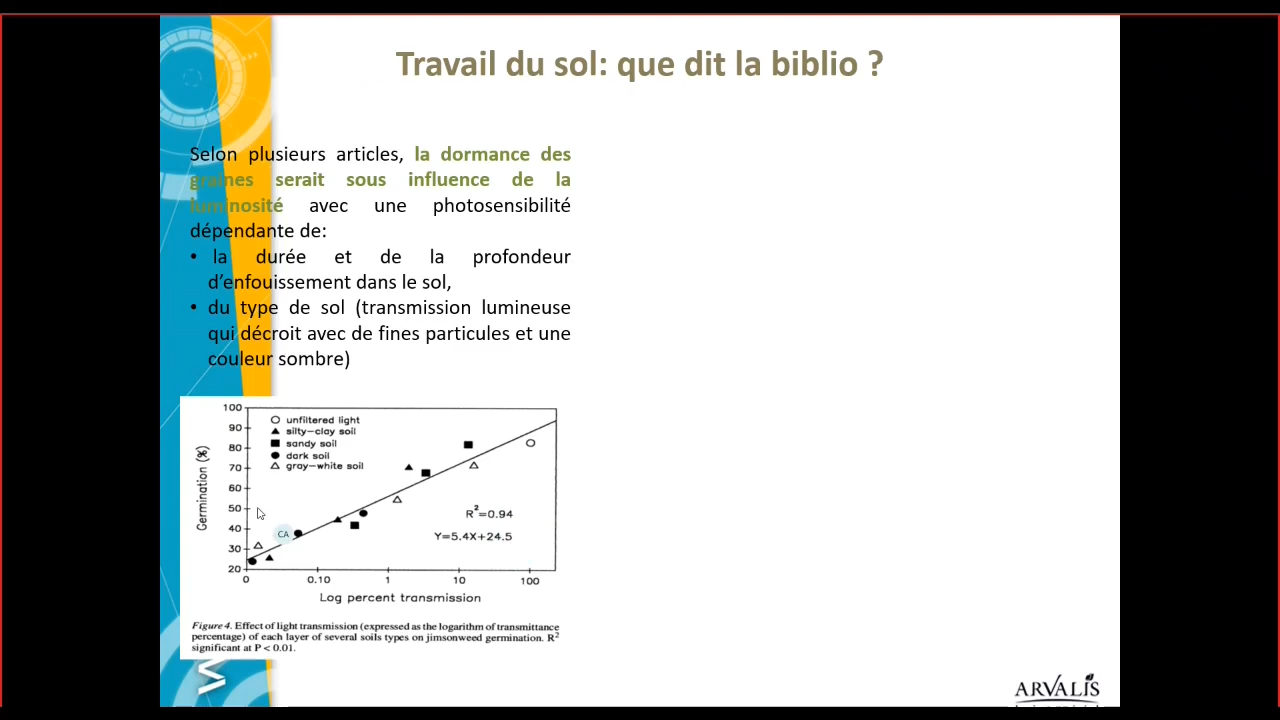 Travail du sol: que dit la biblio ?
Selon plusieurs articles, la dormance des
graines serait sous influence de la
luminosité avec une photosensibilité
dépendante de:
• la durée et de la profondeur
d'enfouissement dans le sol,
• du type de sol (transmission lumineuse
qui décroit avec de fines particules et une
couleur sombre)
100
90
80
70
60
50
40
30
20
Germination (%)
unfiltered light
silty-clay soil
sandy soil
dark soil
gray-white soil
R²=0.94
Y=5.4X+24.5
CA
0 0.10 1 10 100
Log percent transmission
Figure 4. Effect of light transmission (expressed as the logarithm of transmittance
percentage) of each layer of several soils types on jimsonweed germination. R²
significant at P < 0.01.
ARVALIS